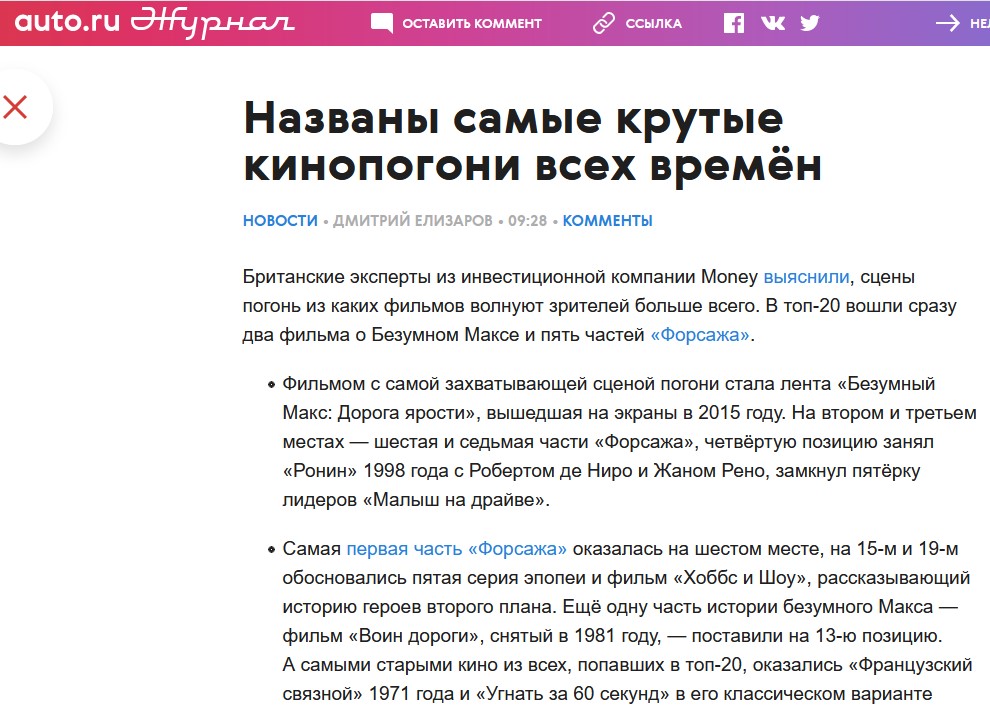 auto.ru Журнал ОСТАВИТЬ КОММЕНТ ССЫЛКА
Названы самые крутые
кинопогони всех времён
НОВОСТИ • ДМИТРИЙ ЕЛИЗАРОВ • 09:28 • КОММЕНТЫ
Британские эксперты из инвестиционной компании Money выяснили, сцены
погонь из каких фильмов волнуют зрителей больше всего. В топ-20 вошли сразу
два фильма о Безумном Максе и пять частей «Форсажа».
• Фильмом с самой захватывающей сценой погони стала лента «Безумный
Макс: Дорога ярости», вышедшая на экраны в 2015 году. На втором и третьем
местах — шестая и седьмая части «Форсажа», четвёртую позицию занял
«Ронин» 1998 года с Робертом де Ниро и Жаном Рено, замкнул пятёрку
лидеров «Малыш на драйве».
• Самая первая часть «Форсажа» оказалась на шестом месте, на 15-м и 19-м
обосновались пятая серия эпопеи и фильм «Хоббс и Шоу», рассказывающий
историю героев второго плана. Ещё одну часть истории безумного Макса —
фильм «Воин дороги», снятый в 1981 году, — поставили на 13-ю позицию.
А самыми старыми кино из всех, попавших в топ-20, оказались «Французский
связной» 1971 года и «Угнать за 60 секунд» в его классическом варианте